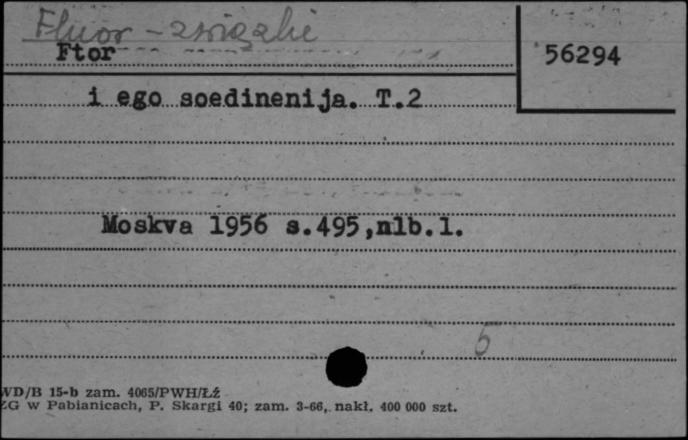 Fluor - związki
Ftor
56294
i ego soedinenija. T.2
Moskva 1956 s.495,nlb.1.
5
WD/B 15-b zam. 4065/PWH/Łź
ZG w Pabianicach, P. Skargi 40; zam. 3-66, nakł. 400 000 szt.